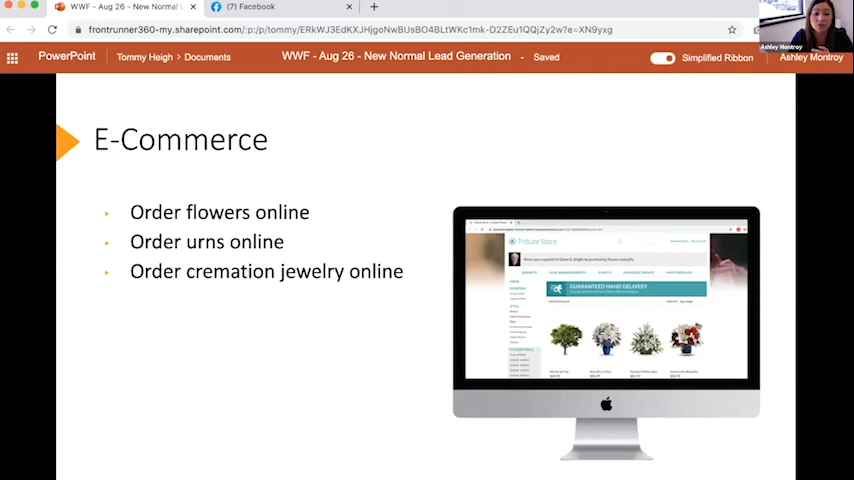 WWF - Aug 26 - New Normal L
(7) Facebook
frontrunner360-my.sharepoint.com/:p:/p/tommy/ERkWJ3EdKXJHjgoNwBUsBO4BLtWKc1mk-D2ZEu1QQjZy2w?e=XN9yxg
Ashley Montroy
PowerPoint
Tommy Heigh > Documents
WWF - Aug 26 - New Normal Lead Generation - Saved
Simplified Ribbon
Ashley Montroy
E-Commerce
Order flowers online
Order urns online
Order cremation jewelry online
Tribute Store
GUARANTEED HAND DELIVERY